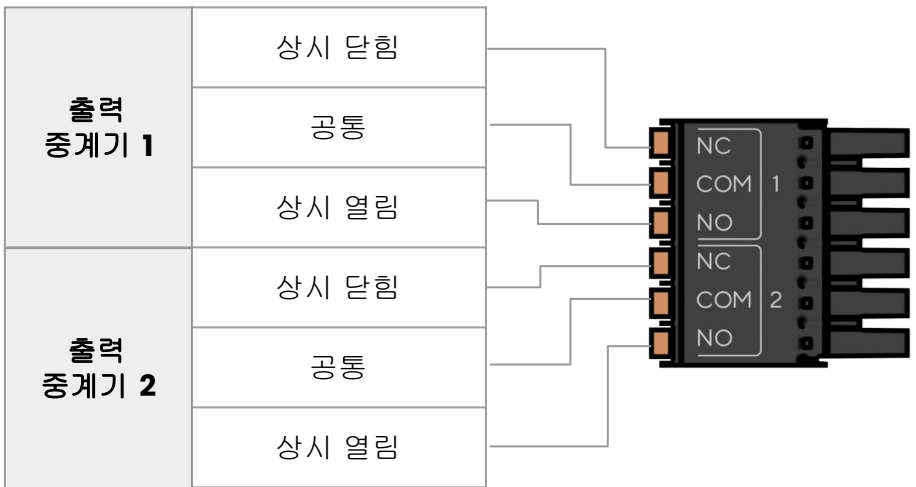 출력
중계기 1
상시 닫힘
공통
상시 열림
출력
중계기 2
상시 닫힘
공통
상시 열림
NC
COM 1
NO
NC
COM 2
NO